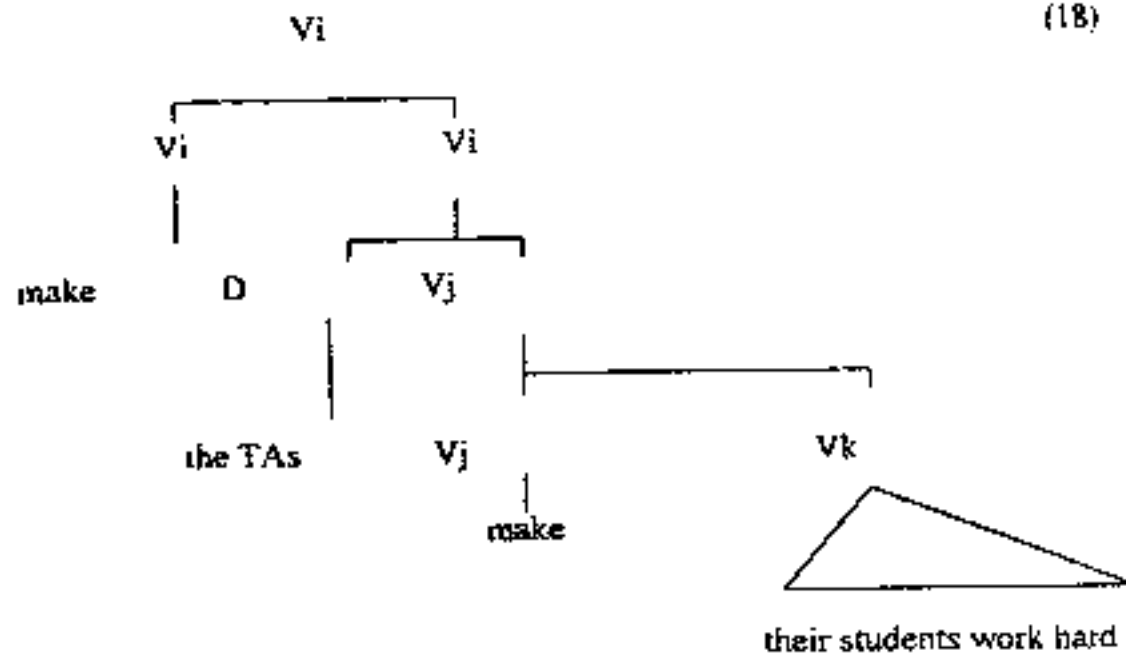 (18)
Vi
Vi Vi
make D Vj
the TAs Vj Vk
make
their students work hard